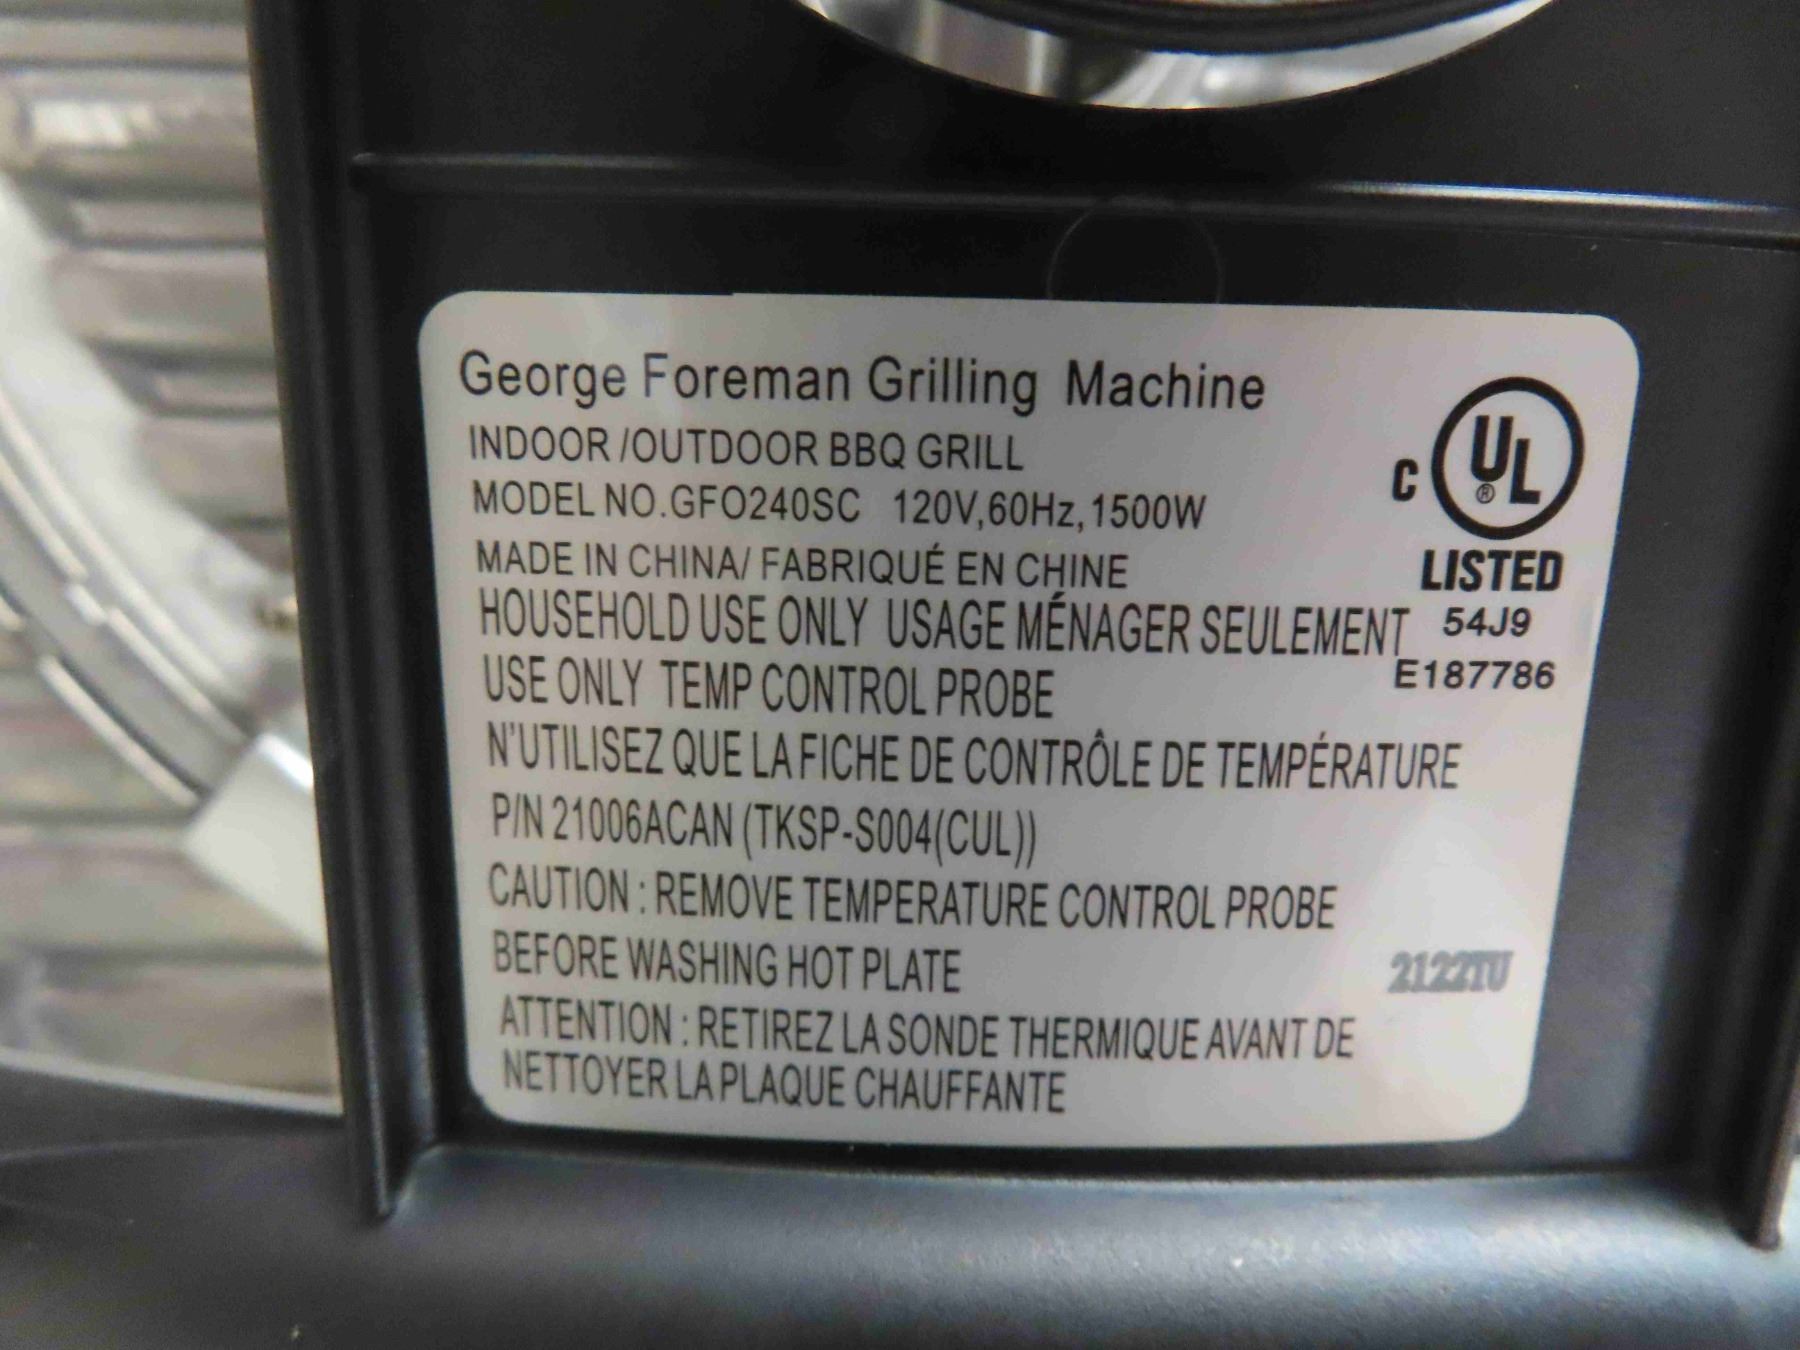 George Foreman Grilling Machine
INDOOR /OUTDOOR BBQ GRILL
MODEL NO.GFO240SC 120V,60Hz,1500W
MADE IN CHINA/ FABRIQUÉ EN CHINE
HOUSEHOLD USE ONLY USAGE MÉNAGER SEULEMENT
USE ONLY TEMP CONTROL PROBE
N'UTILISEZ QUE LA FICHE DE CONTRÔLE DE TEMPÉRATURE
P/N 21006ACAN (TKSP-S004(CUL))
CAUTION : REMOVE TEMPERATURE CONTROL PROBE
BEFORE WASHING HOT PLATE
ATTENTION : RETIREZ LA SONDE THERMIQUE AVANT DE
NETTOYER LA PLAQUE CHAUFFANTE
C UL ®
LISTED
54J9
E187786
2122TU